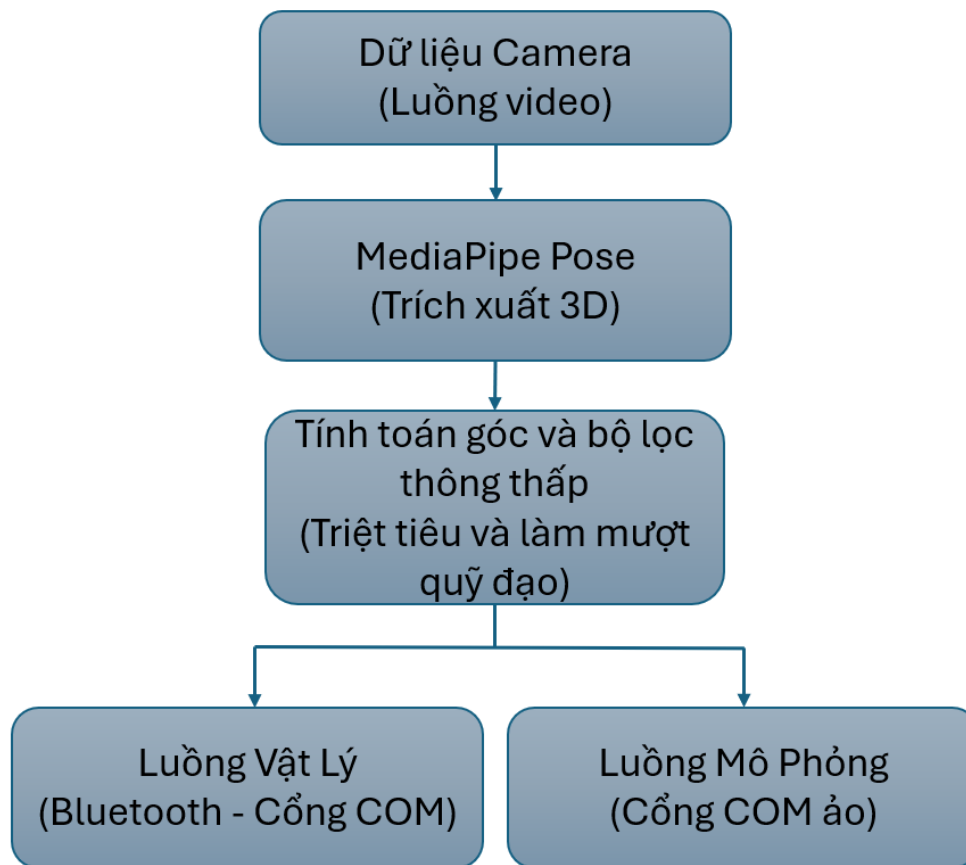 Dữ liệu Camera
(Luồng video)
MediaPipe Pose
(Trích xuất 3D)
Tính toán góc và bộ lọc
thông thấp
(Triệt tiêu và làm mượt
quỹ đạo)
Luồng Vật Lý
(Bluetooth - Cổng COM)
Luồng Mô Phỏng
(Cổng COM ảo)